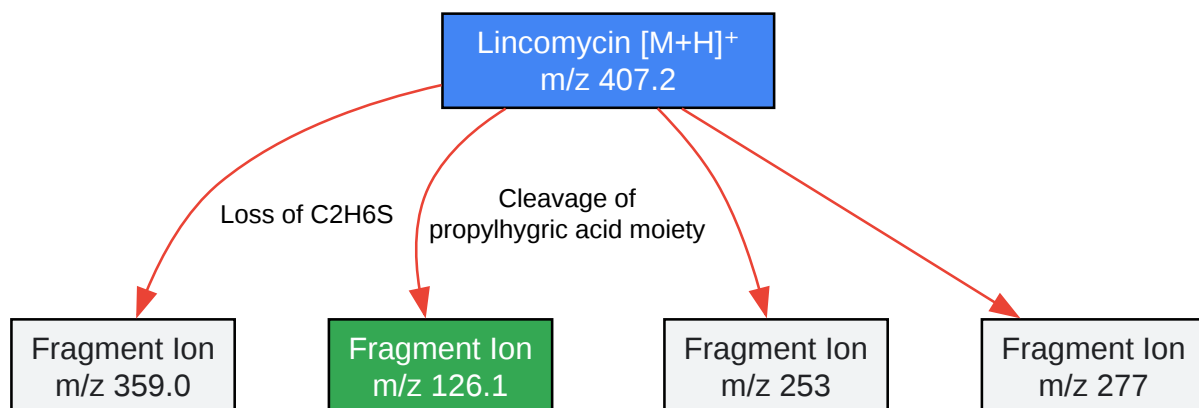 Lincomycin [M+H]⁺
m/z 407.2
Loss of C2H6S
Cleavage of
propylhygric acid moiety
Fragment Ion
m/z 359.0
Fragment Ion
m/z 126.1
Fragment Ion
m/z 253
Fragment Ion
m/z 277